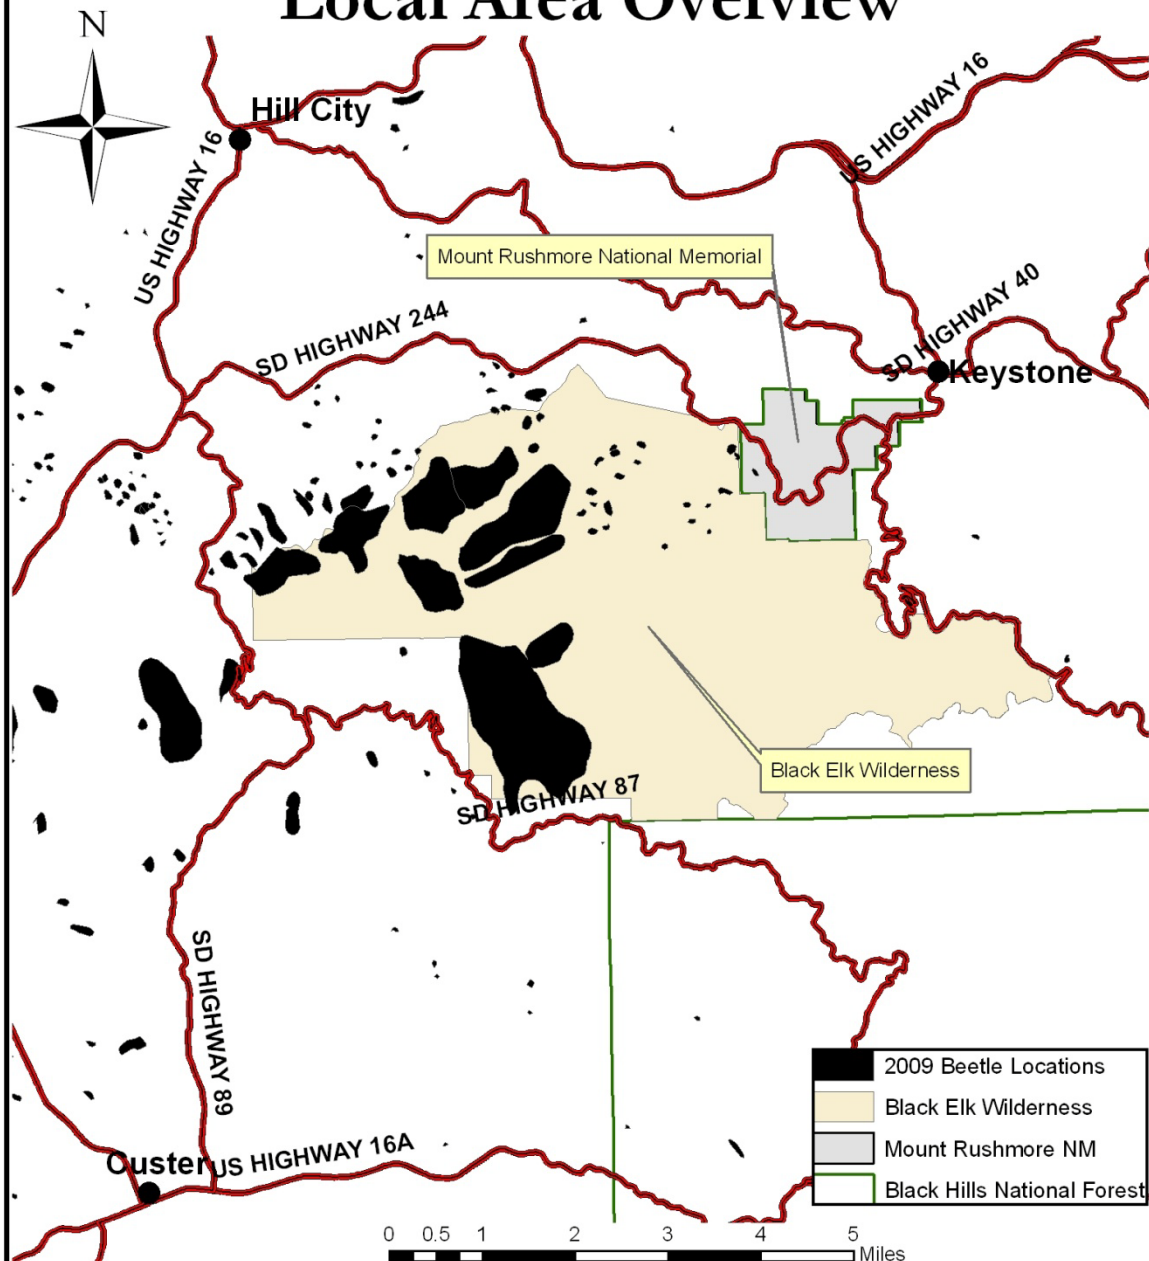 Local Area Overview
N
Hill City
US HIGHWAY 16
US HIGHWAY 16
Mount Rushmore National Memorial
SD HIGHWAY 40
SD HIGHWAY 244
Keystone
Black Elk Wilderness
SD HIGHWAY 87
SD HIGHWAY 89
2009 Beetle Locations
Black Elk Wilderness
Mount Rushmore NM
Black Hills National Forest
Custer
US HIGHWAY 16A
0 0.5 1 2 3 4 5
Miles